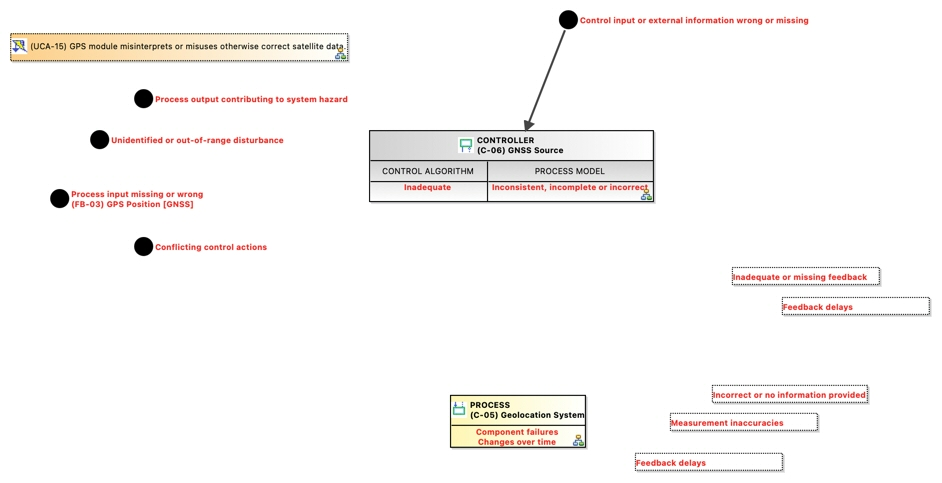 Control input or external information wrong or missing
(UCA-15) GPS module misinterprets or misuses otherwise correct satellite data.
Process output contributing to system hazard
Unidentified or out-of-range disturbance
CONTROLLER
(C-06) GNSS Source
CONTROL ALGORITHM
PROCESS MODEL
Inadequate
Inconsistent, incomplete or incorrect
Process input missing or wrong
(FB-03) GPS Position [GNSS]
Conflicting control actions
Inadequate or missing feedback
Feedback delays
Incorrect or no information provided
PROCESS
(C-05) Geolocation System
Measurement inaccuracies
Component failures
Changes over time
Feedback delays